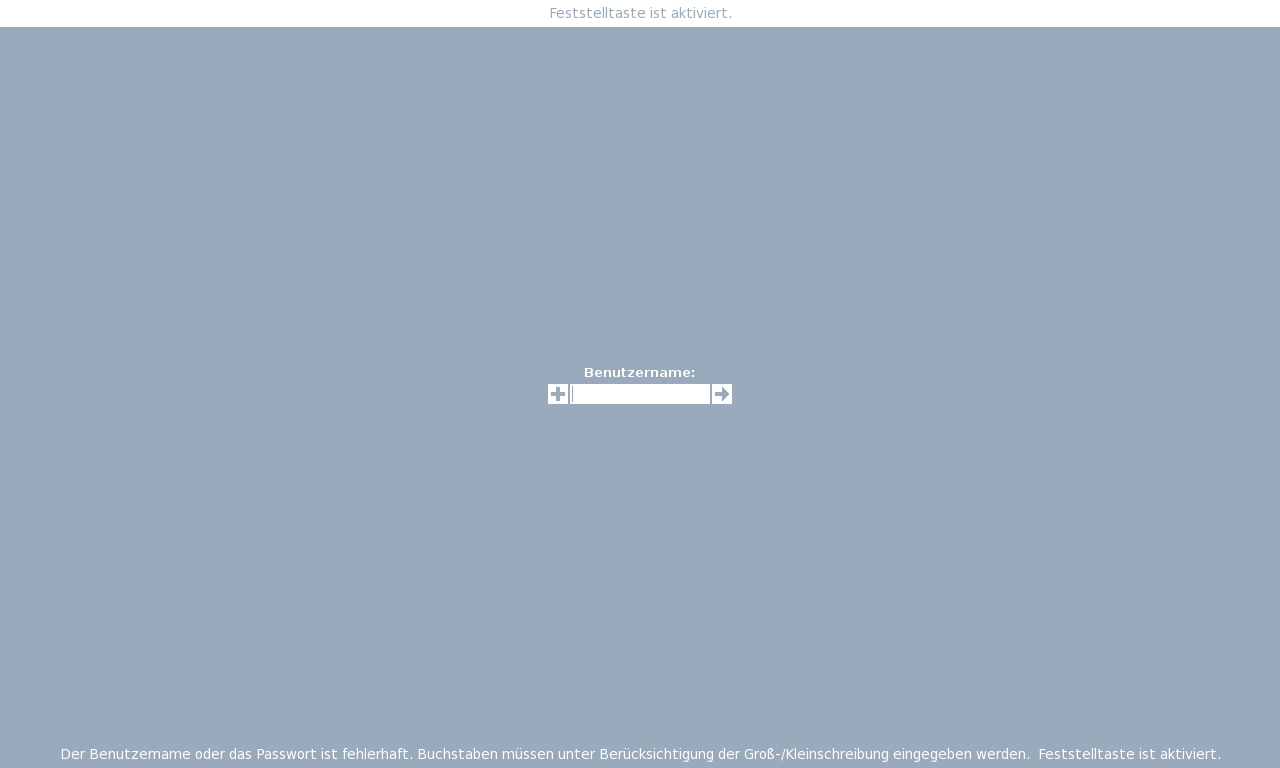 Feststelltaste ist aktiviert.
Benutzername:
Der Benutzername oder das Passwort ist fehlerhaft. Buchstaben müssen unter Berücksichtigung der Groß-/Kleinschreibung eingegeben werden.  Feststelltaste ist aktiviert.